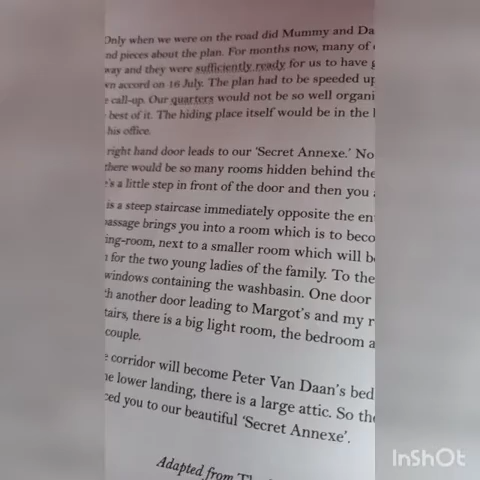 Only when we were on the road did Mummy and
nd pieces about the plan. For months now, many of
way and they were sufficiently ready for us to have
wn accord on 16 July. The plan had to be speeded up
call-up. Our quarters would not be so well organi
best of it. The hiding place itself would be in the
his office.
right hand door leads to our 'Secret Annexe.' No
there would be so many rooms hidden behind the
's a little step in front of the door and then you
is a steep staircase immediately opposite the en
assage brings you into a room which is to beco
ing-room, next to a smaller room which will b
for the two young ladies of the family. To the
windows containing the washbasin. One door
another door leading to Margot's and my r
tairs, there is a big light room, the bedroom a
couple.
corridor will become Peter Van Daan's bed
lower landing, there is a large attic. So the
ced you to our beautiful 'Secret Annexe'.
Adapted from
InShOt